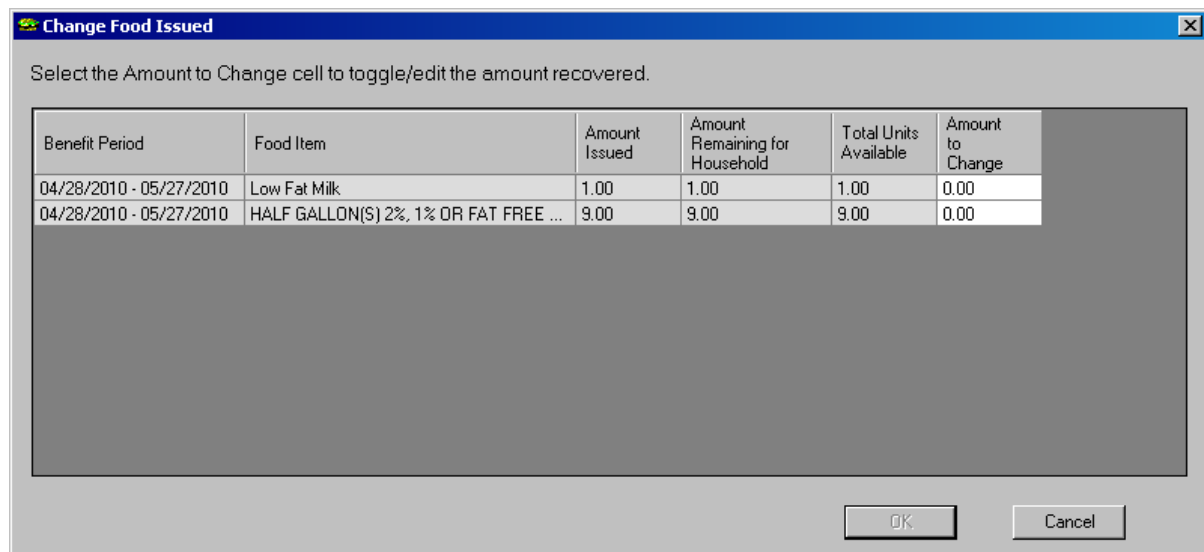 Change Food Issued
Select the Amount to Change cell to toggle/edit the amount recovered.
Benefit Period Food Item Amount Issued Amount Remaining for Household Total Units Available Amount to Change
04/28/2010 - 05/27/2010 Low Fat Milk 1.00 1.00 1.00 0.00
04/28/2010 - 05/27/2010 HALF GALLON(S) 2%, 1% OR FAT FREE ... 9.00 9.00 9.00 0.00
OK Cancel